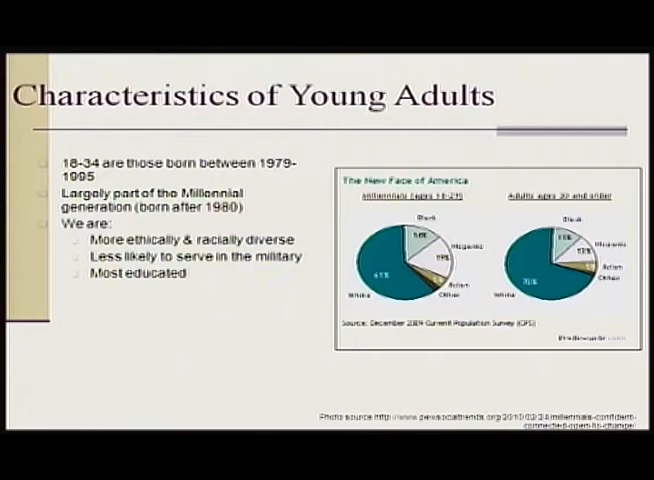 Characteristics of Young Adults
18-34 are those born between 1979-
1995
Largely part of the Millennial
generation (born after 1980)
We are:
More ethically & racially diverse
Less likely to serve in the military
Most educated
The New Face of America
Millennials (ages 18-29)
Adults ages 30 and older
Black
Hispanic
Asian
Other
White
61%
Black
Hispanic
Asian
Other
White
70%
Source: December 2009 Current Population Survey (CPS)
Photo source: http://www.pewsocialtrends.org/2010/02/24/millennials-confident-
connected-open-to-change/